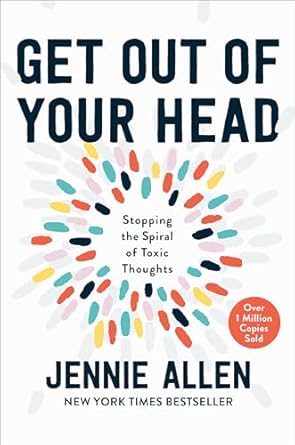 GET OUT OF
YOUR HEAD
Stopping
the Spiral
of Toxic
Thoughts
Over
1 Million
Copies
Sold
JENNIE ALLEN
NEW YORK TIMES BESTSELLER